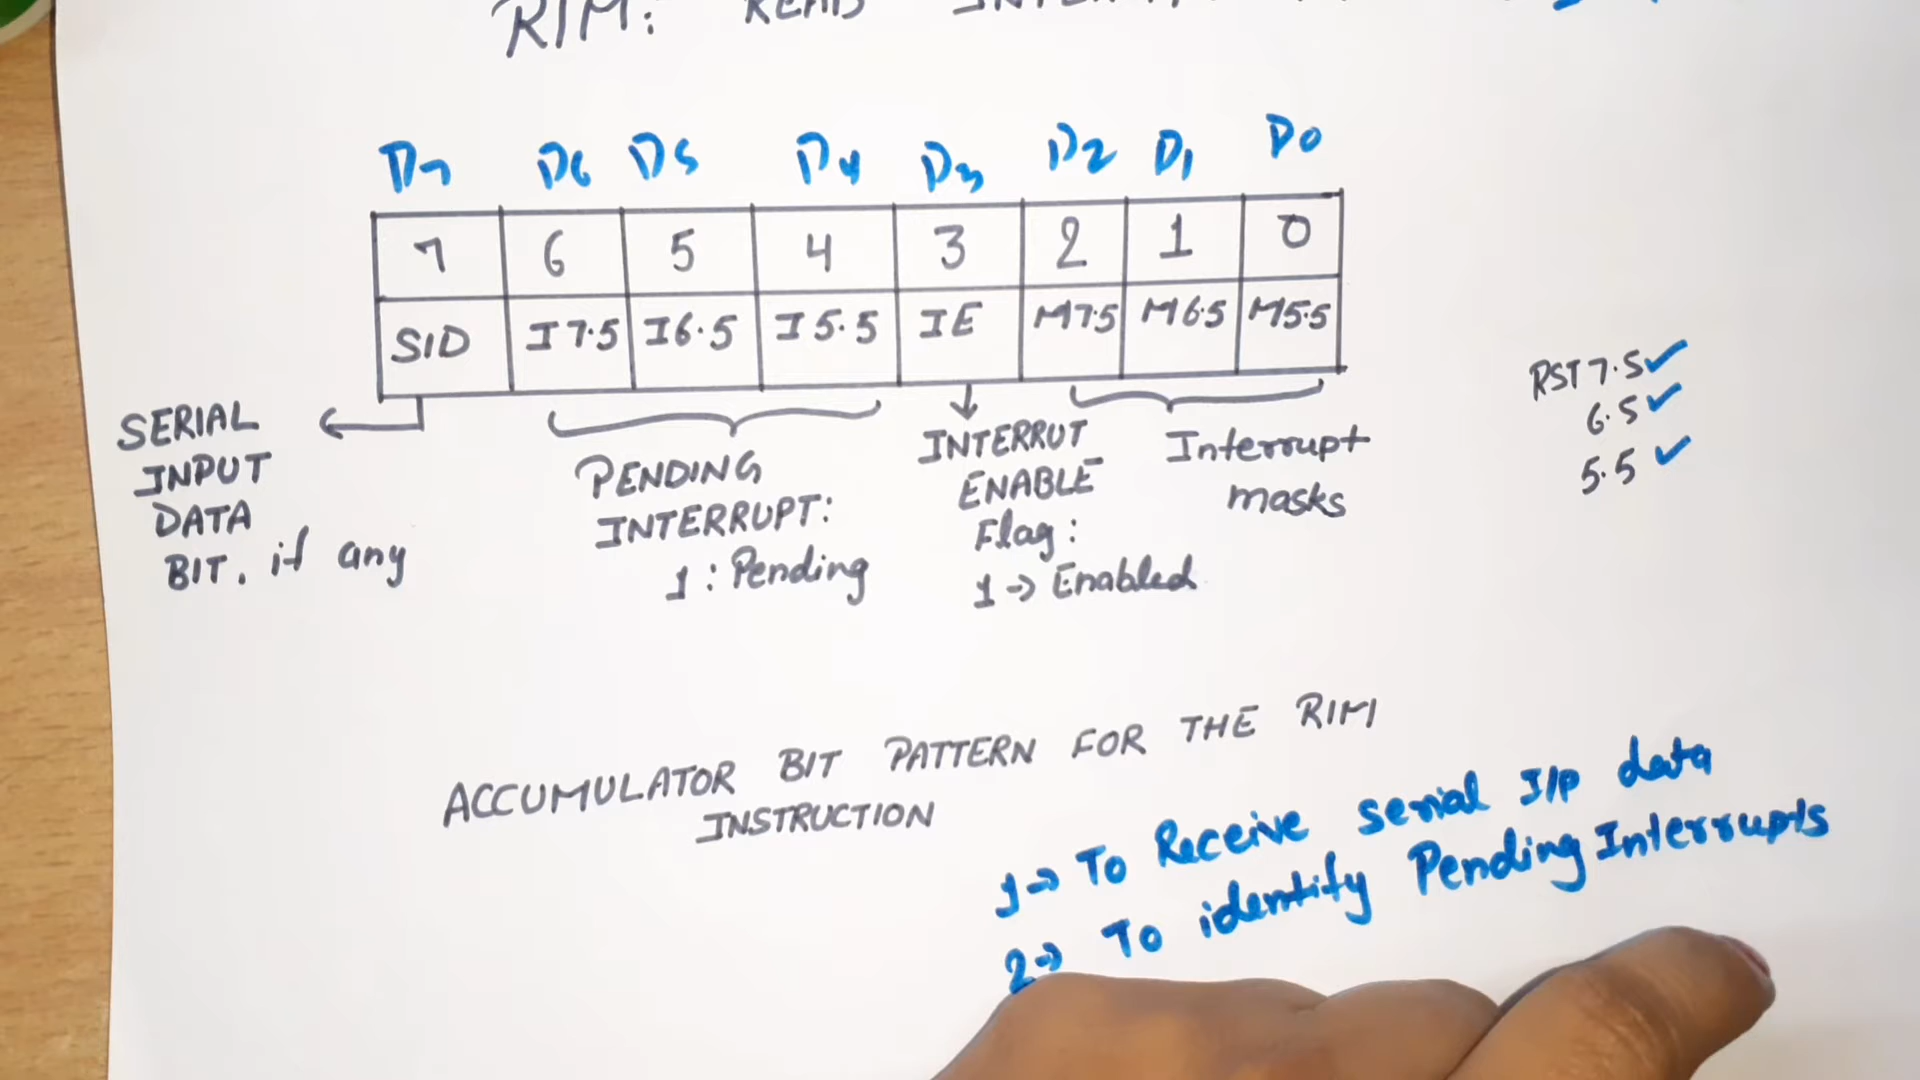 RIM: READ
D7 D6 D5 D4 D3 D2 D1 D0
7 6 5 4 3 2 1 0
SID I7.5 I6.5 I5.5 IE M7.5 M6.5 M5.5
SERIAL
INPUT
DATA
BIT. if any
PENDING
INTERRUPT:
1: Pending
INTERRUT
ENABLE
Flag:
1→ Enabled
Interrupt
masks
RST 7.5✓
6.5✓
5.5✓
ACCUMULATOR BIT PATTERN FOR THE RIM
INSTRUCTION
1→ To Receive serial I/p data
2→ To identify Pending Interrupts